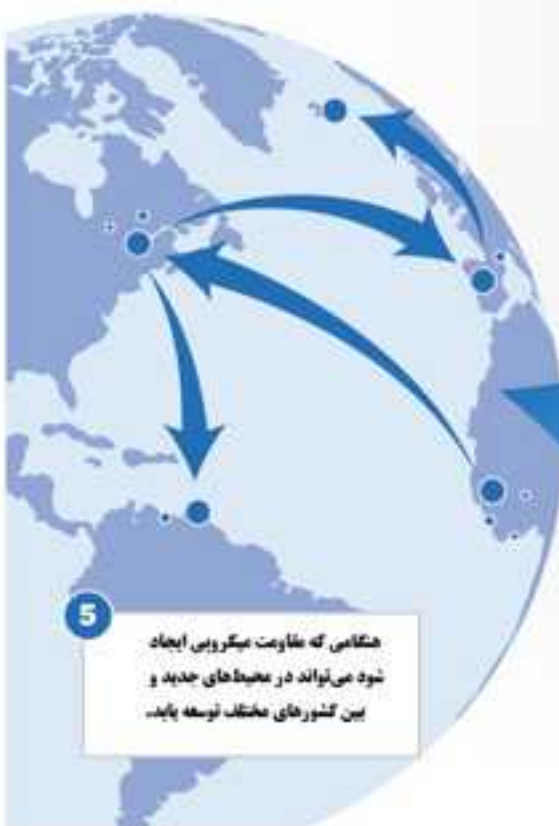 5
هنگامی که مقاومت میکروبی ایجاد
شود می‌تواند در محیط‌های جدید و
بین کشورهای مختلف توسعه یابد.